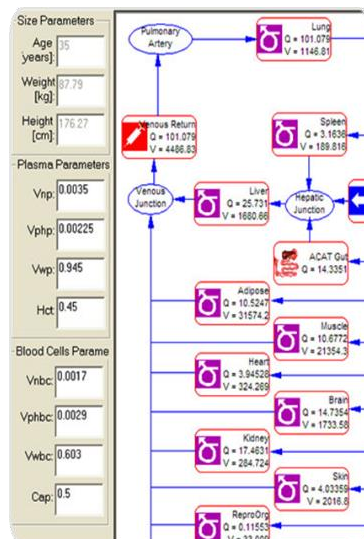 Size Parameters
Age
[years]:
35
Weight
[kg]:
87.79
Height
[cm]:
176.27
Plasma Parameters
Vnp:
0.0035
Vphp:
0.00225
Vwp:
0.945
Hct:
0.45
Blood Cells Parame
Vnbc:
0.0017
Vphbc:
0.0029
Vwbc:
0.603
Cap:
0.5
Pulmonary
Artery
Lung
Q = 101.079
V = 1146.81
Venous Return
Q = 101.079
V = 4486.83
Spleen
Q = 3.1636
V = 189.816
Venous
Junction
Liver
Q = 25.731
V = 1680.66
Hepatic
Junction
ACAT Gut
Q = 14.3351
Adipose
Q = 10.5247
V = 31574.2
Muscle
Q = 10.6772
V = 21354.3
Heart
Q = 3.94528
V = 324.269
Brain
Q = 14.7354
V = 1733.58
Kidney
Q = 17.4631
V = 284.724
Skin
Q = 4.03359
V = 2016.8
ReproOrg
Q = 0.11553